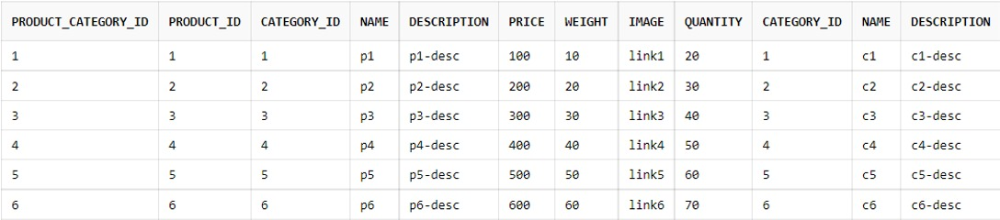 PRODUCT_CATEGORY_ID PRODUCT_ID CATEGORY_ID NAME DESCRIPTION PRICE WEIGHT IMAGE QUANTITY CATEGORY_ID NAME DESCRIPTION
1 1 1 p1 p1-desc 100 10 link1 20 1 c1 c1-desc
2 2 2 p2 p2-desc 200 20 link2 30 2 c2 c2-desc
3 3 3 p3 p3-desc 300 30 link3 40 3 c3 c3-desc
4 4 4 p4 p4-desc 400 40 link4 50 4 c4 c4-desc
5 5 5 p5 p5-desc 500 50 link5 60 5 c5 c5-desc
6 6 6 p6 p6-desc 600 60 link6 70 6 c6 c6-desc